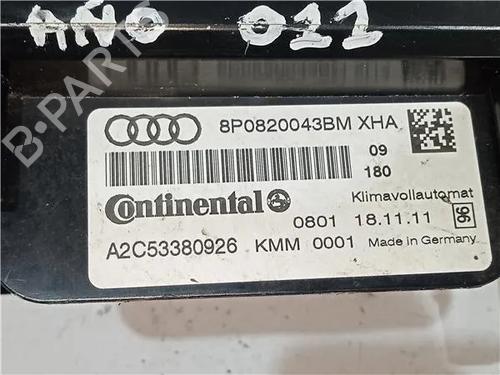 AÑO 011
8P0820043BM XHA
09
180
Continental
Klimavollautomat
0801 18.11.11 96
A2C53380926 KMM 0001 Made in Germany
B-PARTS